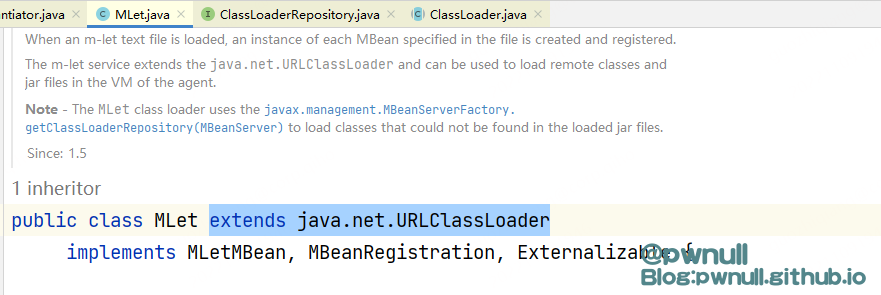 ntiator.java × MLet.java × ClassLoaderRepository.java × ClassLoader.java ×
When an m-let text file is loaded, an instance of each MBean specified in the file is created and registered.
The m-let service extends the java.net.URLClassLoader and can be used to load remote classes and
jar files in the VM of the agent.
Note - The MLet class loader uses the javax.management.MBeanServerFactory.
getClassLoaderRepository(MBeanServer) to load classes that could not be found in the loaded jar files.
Since: 1.5
1 inheritor
public class MLet extends java.net.URLClassLoader
implements MLetMBean, MBeanRegistration, Externalizable {
@pwnull
Blog:pwnull.github.io